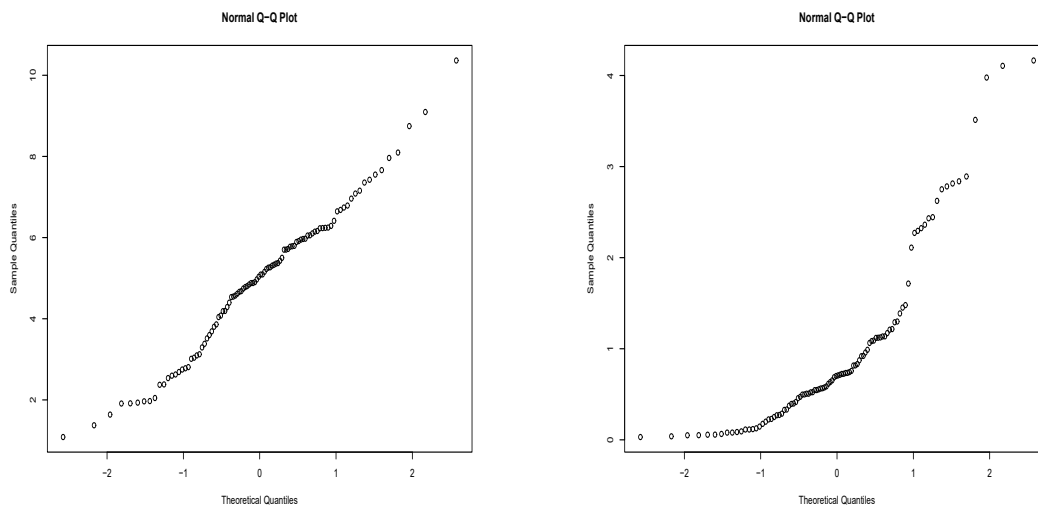 Normal Q−Q Plot
Sample Quantiles
10
8
6
4
2
−2 −1 0 1 2
Theoretical Quantiles
Normal Q−Q Plot
Sample Quantiles
4
3
2
1
0
−2 −1 0 1 2
Theoretical Quantiles